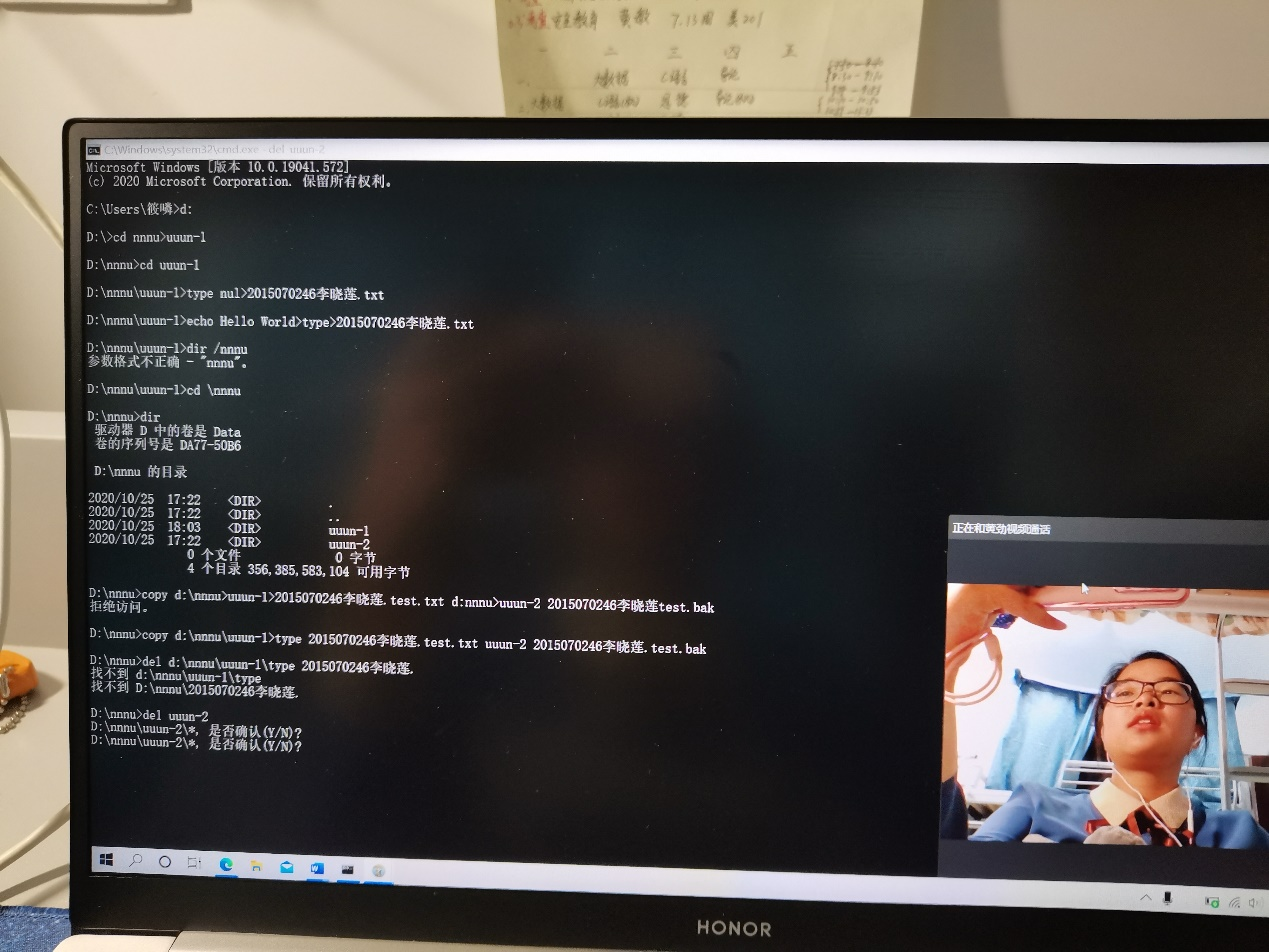 7.13周
一 二 三 四 五
大数据
大数据
C:\Windows\system32\cmd.exe - del uuun-2
Microsoft Windows [版本 10.0.19041.572]
(c) 2020 Microsoft Corporation. 保留所有权利。
C:\Users\筱嶙>d:
D:\>cd nnnu>uuun-1
D:\nnnu>cd uuun-1
D:\nnnu\uuun-1>type nul>2015070246李晓莲.txt
D:\nnnu\uuun-1>echo Hello World>type>2015070246李晓莲.txt
D:\nnnu\uuun-1>dir /nnnu
参数格式不正确 - "nnnu"。
D:\nnnu\uuun-1>cd \nnnu
D:\nnnu>dir
驱动器 D 中的卷是 Data
卷的序列号是 DA77-50B6
D:\nnnu 的目录
2020/10/25 17:22 <DIR> .
2020/10/25 17:22 <DIR> ..
2020/10/25 18:03 <DIR> uuun-1
2020/10/25 17:22 <DIR> uuun-2
0 个文件 0 字节
4 个目录 356,385,583,104 可用字节
D:\nnnu>copy d:\nnnu>uuun-1>2015070246李晓莲.test.txt d:nnnu>uuun-2 2015070246李晓莲test.bak
拒绝访问。
D:\nnnu>copy d:\nnnu\uuun-1>type 2015070246李晓莲.test.txt uuun-2 2015070246李晓莲.test.bak
D:\nnnu>del d:\nnnu\uuun-1\type 2015070246李晓莲.
找不到 d:\nnnu\uuun-1\type
找不到 D:\nnnu\2015070246李晓莲.
D:\nnnu>del uuun-2
D:\nnnu\uuun-2\*, 是否确认(Y/N)?
D:\nnnu\uuun-2\*, 是否确认(Y/N)?
正在和黄劲视频通话
HONOR